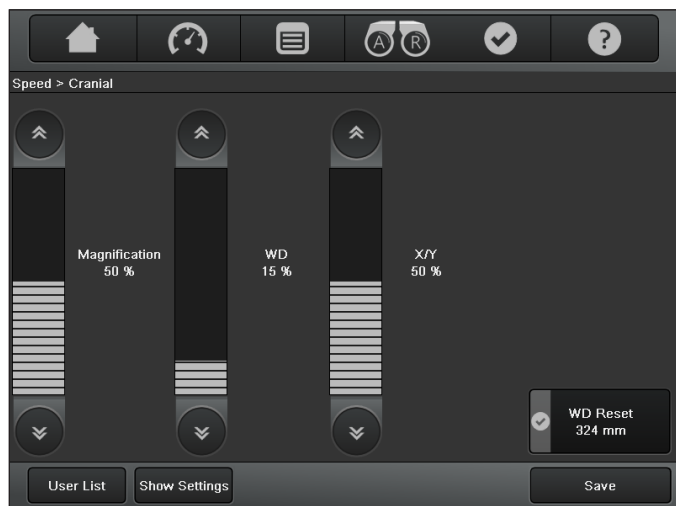 A R ?
Speed > Cranial
Magnification
50 %
WD
15 %
X/Y
50 %
WD Reset
324 mm
User List
Show Settings
Save